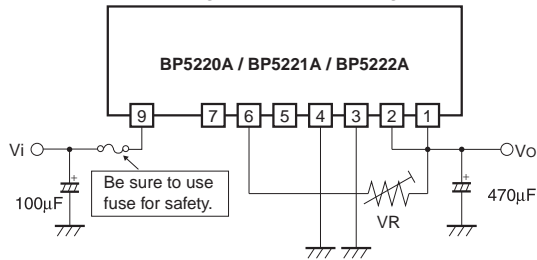 BP5220A / BP5221A / BP5222A
9 7 6 5 4 3 2 1
Vi
Vo
Be sure to use
fuse for safety.
100μF
VR
470μF